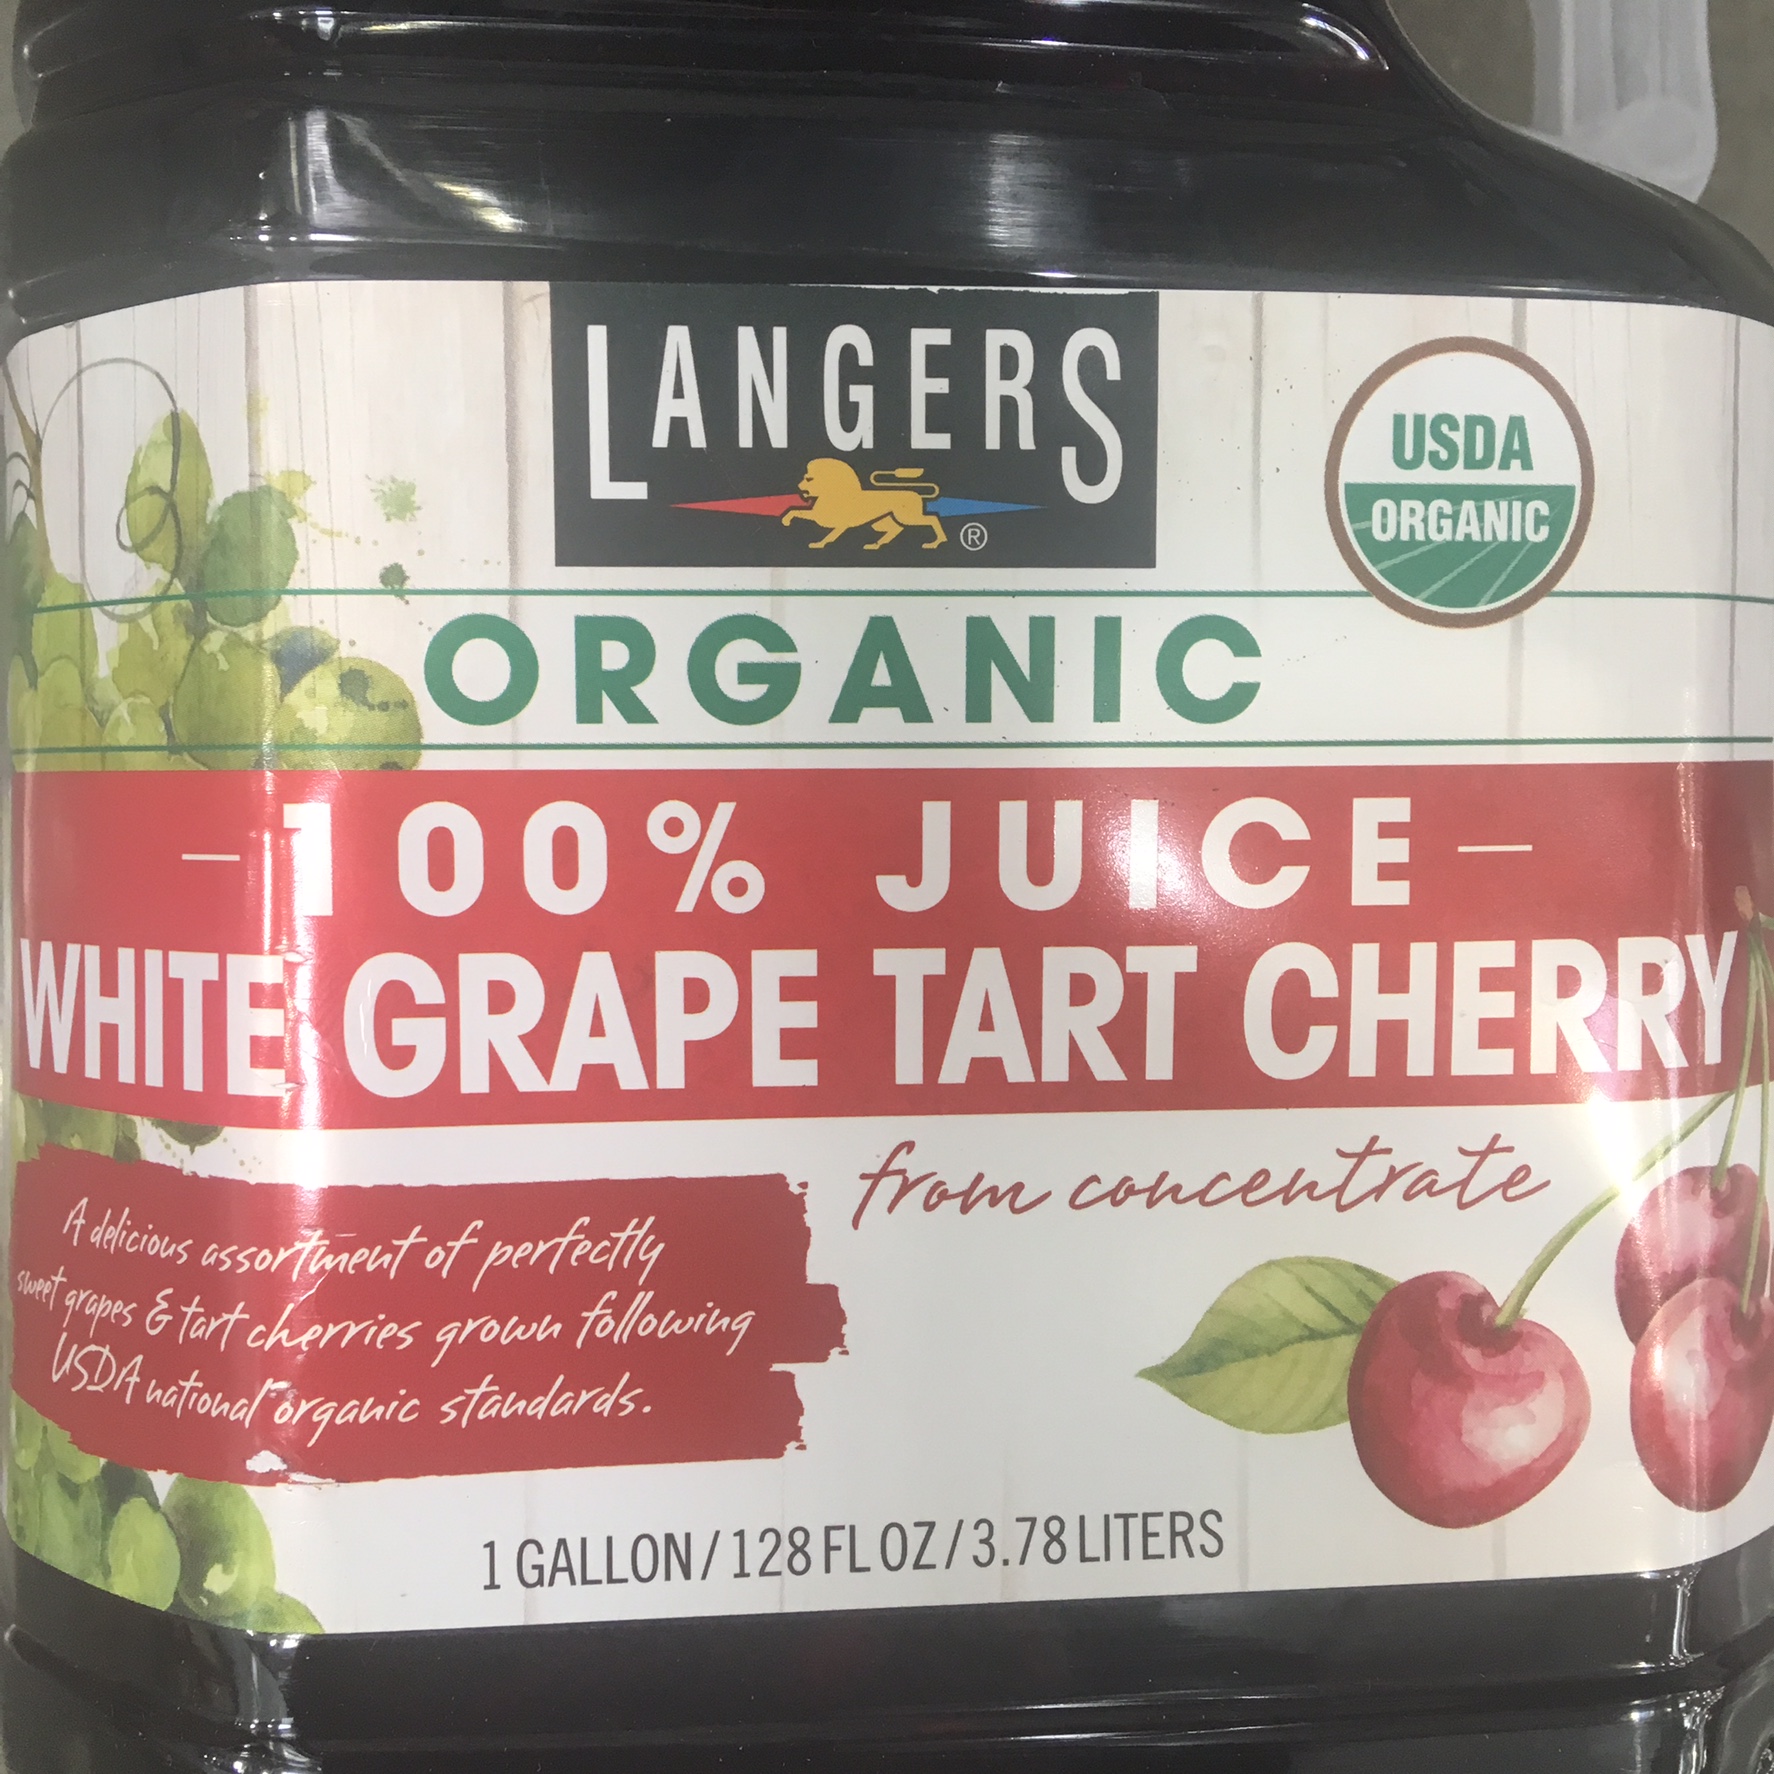 LANGERS
®
USDA
ORGANIC
ORGANIC
100% JUICE
WHITE GRAPE TART CHERRY
from concentrate
A delicious assortment of perfectly
sweet grapes & tart cherries grown following
USDA national organic standards.
1 GALLON/128 FL OZ/3.78 LITERS